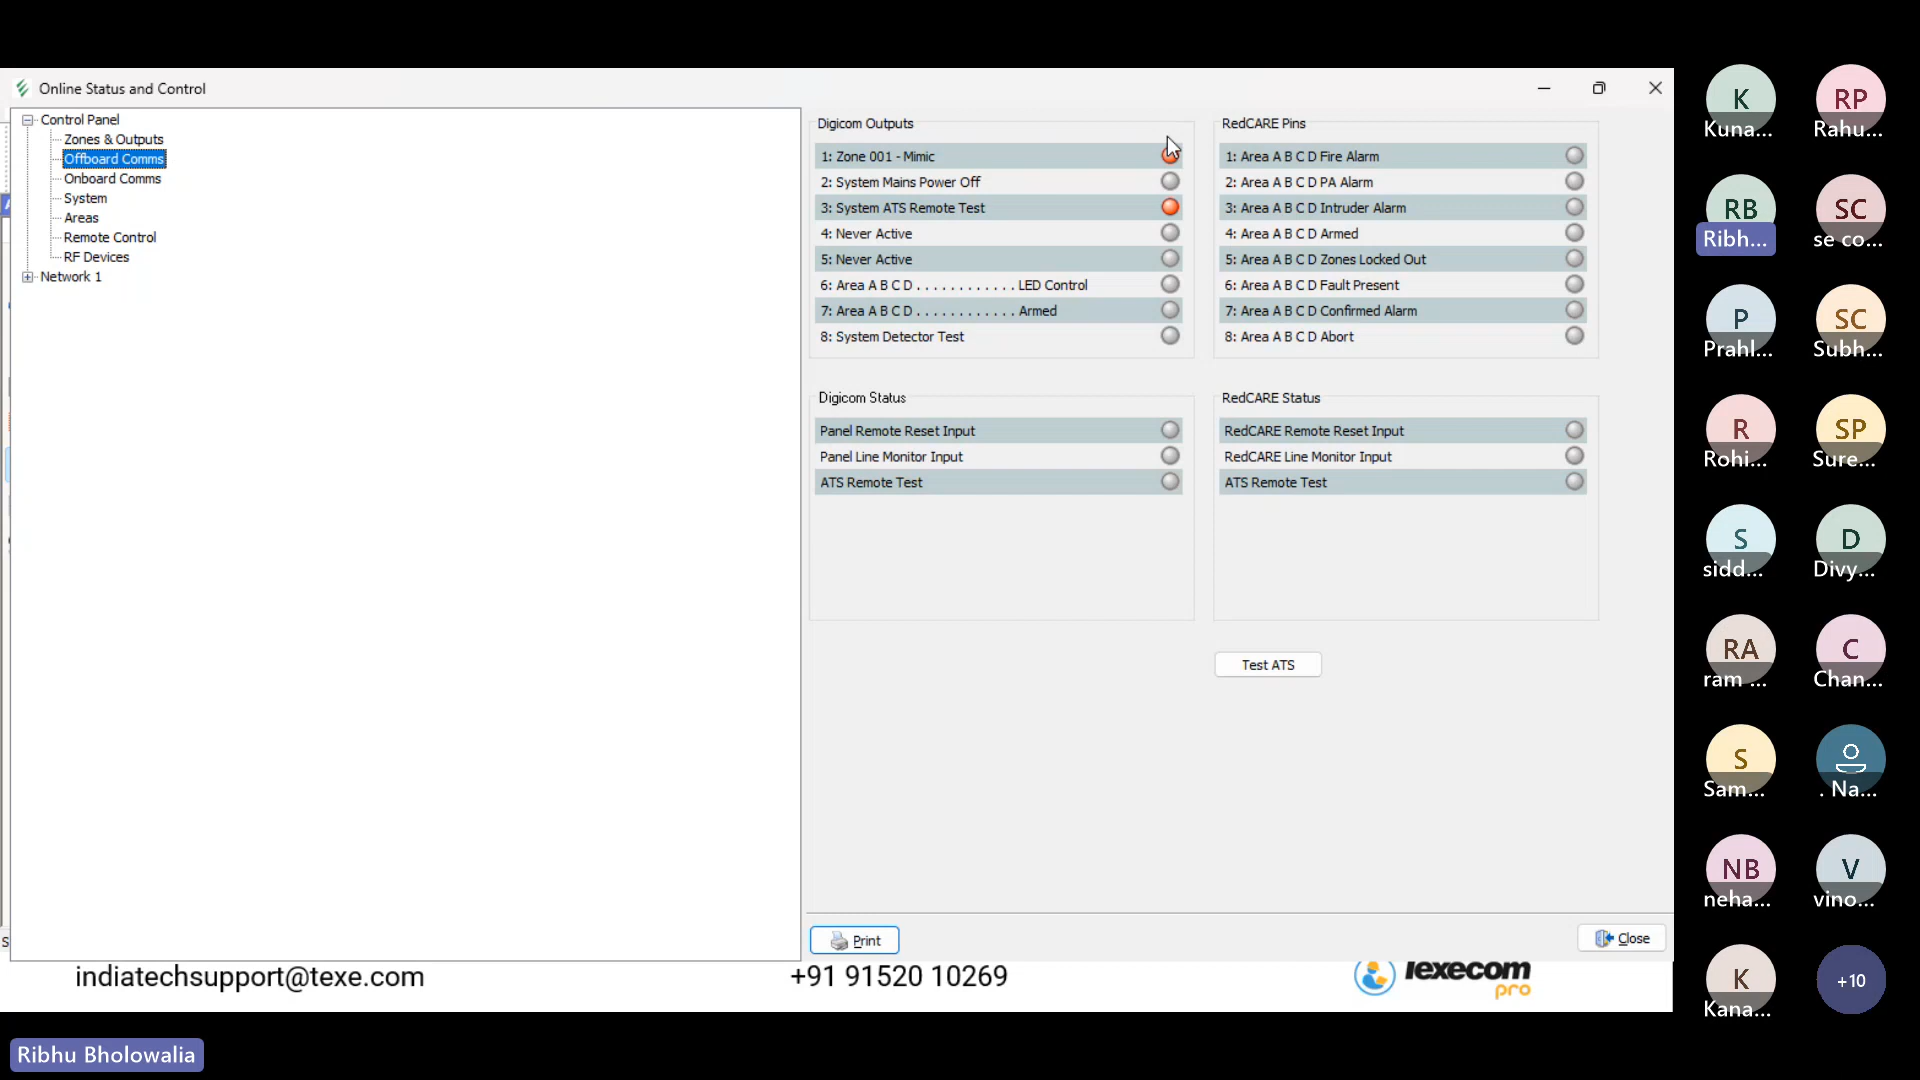 Online Status and Control
Control Panel
Zones & Outputs
Offboard Comms
Onboard Comms
System
Areas
Remote Control
RF Devices
Network 1
Digicom Outputs
1: Zone 001 - Mimic
2: System Mains Power Off
3: System ATS Remote Test
4: Never Active
5: Never Active
6: Area A B C D . . . . . . . . . . . . LED Control
7: Area A B C D . . . . . . . . . . . . Armed
8: System Detector Test
RedCARE Pins
1: Area A B C D Fire Alarm
2: Area A B C D PA Alarm
3: Area A B C D Intruder Alarm
4: Area A B C D Armed
5: Area A B C D Zones Locked Out
6: Area A B C D Fault Present
7: Area A B C D Confirmed Alarm
8: Area A B C D Abort
Digicom Status
Panel Remote Reset Input
Panel Line Monitor Input
ATS Remote Test
RedCARE Status
RedCARE Remote Reset Input
RedCARE Line Monitor Input
ATS Remote Test
Test ATS
Print
Close
indiatechsupport@texe.com
+91 91520 10269
Texecom
pro
Ribhu Bholowalia
K
Kuna...
RP
Rahu...
RB
Ribh...
SC
se co...
P
Prahl...
SC
Subh...
R
Rohi...
SP
Sure...
S
sidd...
D
Divy...
RA
ram ...
C
Chan...
S
Sam...
. Na...
NB
neha...
V
vino...
K
Kana...
+10